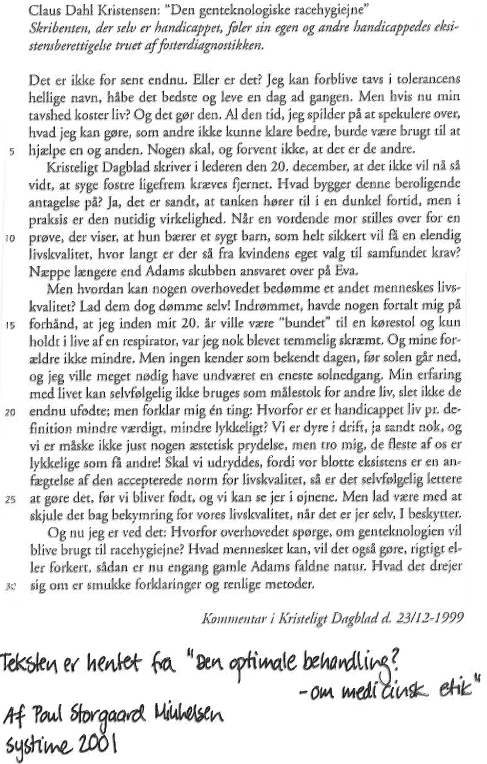 Claus Dahl Kristensen: "Den genteknologiske racehygiejne"
Skribenten, der selv er handicappet, føler sin egen og andre handicappedes eksi-
stensberettigelse truet af fosterdiagnostikken.
Det er ikke for sent endnu. Eller er det? Jeg kan forblive tavs i tolerancens
hellige navn, håbe det bedste og leve en dag ad gangen. Men hvis nu min
tavshed koster liv? Og det gør den. Al den tid, jeg spilder på at spekulere over,
hvad jeg kan gøre, som andre ikke kunne klare bedre, burde være brugt til at
5 hjælpe en og anden. Nogen skal, og forvent ikke, at det er de andre.
Kristeligt Dagblad skriver i lederen den 20. december, at det ikke vil nå så
vidt, at syge fostre ligefrem kræves fjernet. Hvad bygger denne beroligende
antagelse på? Ja, det er sandt, at tanken hører til i en dunkel fortid, men i
praksis er den nutidig virkelighed. Når en vordende mor stilles over for en
10 prøve, der viser, at hun bærer et sygt barn, som helt sikkert vil få en elendig
livskvalitet, hvor langt er der så fra kvindens eget valg til samfundet krav?
Næppe længere end Adams skubben ansvaret over på Eva.
Men hvordan kan nogen overhovedet bedømme et andet menneskes livs-
kvalitet? Lad dem dog dømme selv! Indrømmet, havde nogen fortalt mig på
15 forhånd, at jeg inden mit 20. år ville være "bundet" til en kørestol og kun
holdt i live af en respirator, var jeg nok blevet temmelig skræmt. Og mine for-
ældre ikke mindre. Men ingen kender som bekendt dagen, før solen går ned,
og jeg ville meget nødig have undværet en eneste solnedgang. Min erfaring
med livet kan selvfølgelig ikke bruges som målestok for andre liv, slet ikke de
20 endnu ufødte; men forklar mig én ting: Hvorfor er et handicappet liv pr. de-
finition mindre værdigt, mindre lykkeligt? Vi er dyre i drift, ja sandt nok, og
vi er måske ikke just nogen æstetisk prydelse, men tro mig, de fleste af os er
lykkelige som få andre! Skal vi udryddes, fordi vor blotte eksistens er en an-
fægtelse af den accepterede norm for livskvalitet, så er det selvfølgelig lettere
25 at gøre det, før vi bliver født, og vi kan se jer i øjnene. Men lad være med at
skjule det bag bekymring for vores livskvalitet, når det er jer selv, I beskytter.
Og nu jeg er ved det: Hvorfor overhovedet spørge, om genteknologien vil
blive brugt til racehygiejne? Hvad mennesket kan, vil det også gøre, rigtigt el-
ler forkert, sådan er nu engang gamle Adams faldne natur. Hvad det drejer
30 sig om er smukke forklaringer og renlige metoder.
Kommentar i Kristeligt Dagblad d. 23/12-1999
Teksten er hentet fra "Den optimale behandling?
- om medicinsk etik"
Af Poul Storgaard Mikkelsen
Systime 2001